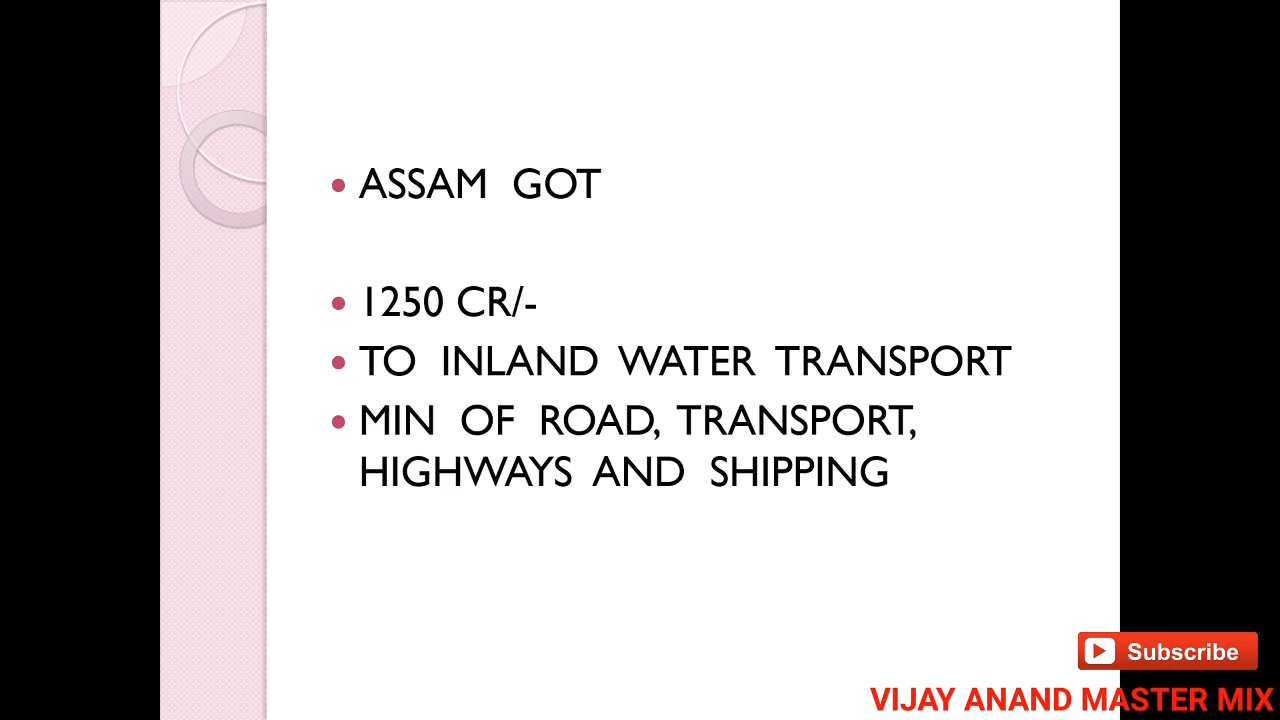 • ASSAM GOT
• 1250 CR/-
• TO INLAND WATER TRANSPORT
• MIN OF ROAD, TRANSPORT,
HIGHWAYS AND SHIPPING
Subscribe
VIJAY ANAND MASTER MIX